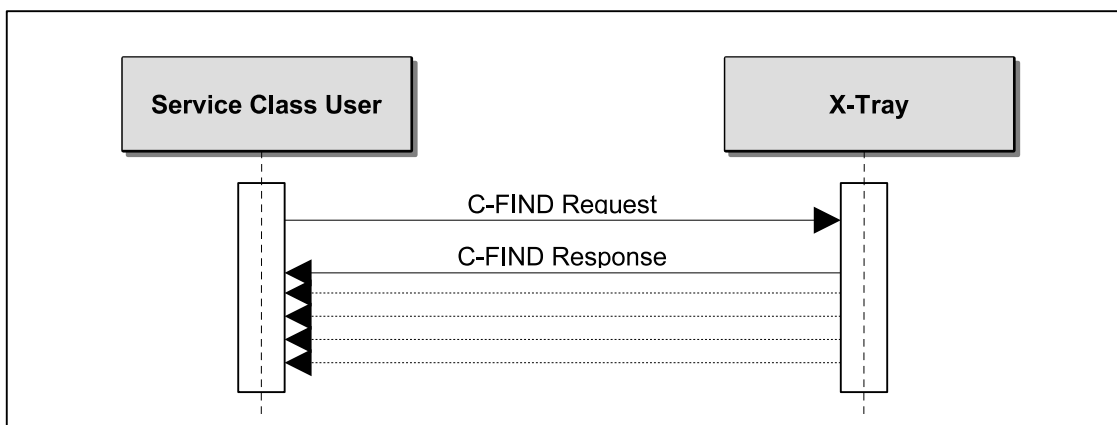 Service Class User
X-Tray
C-FIND Request
C-FIND Response